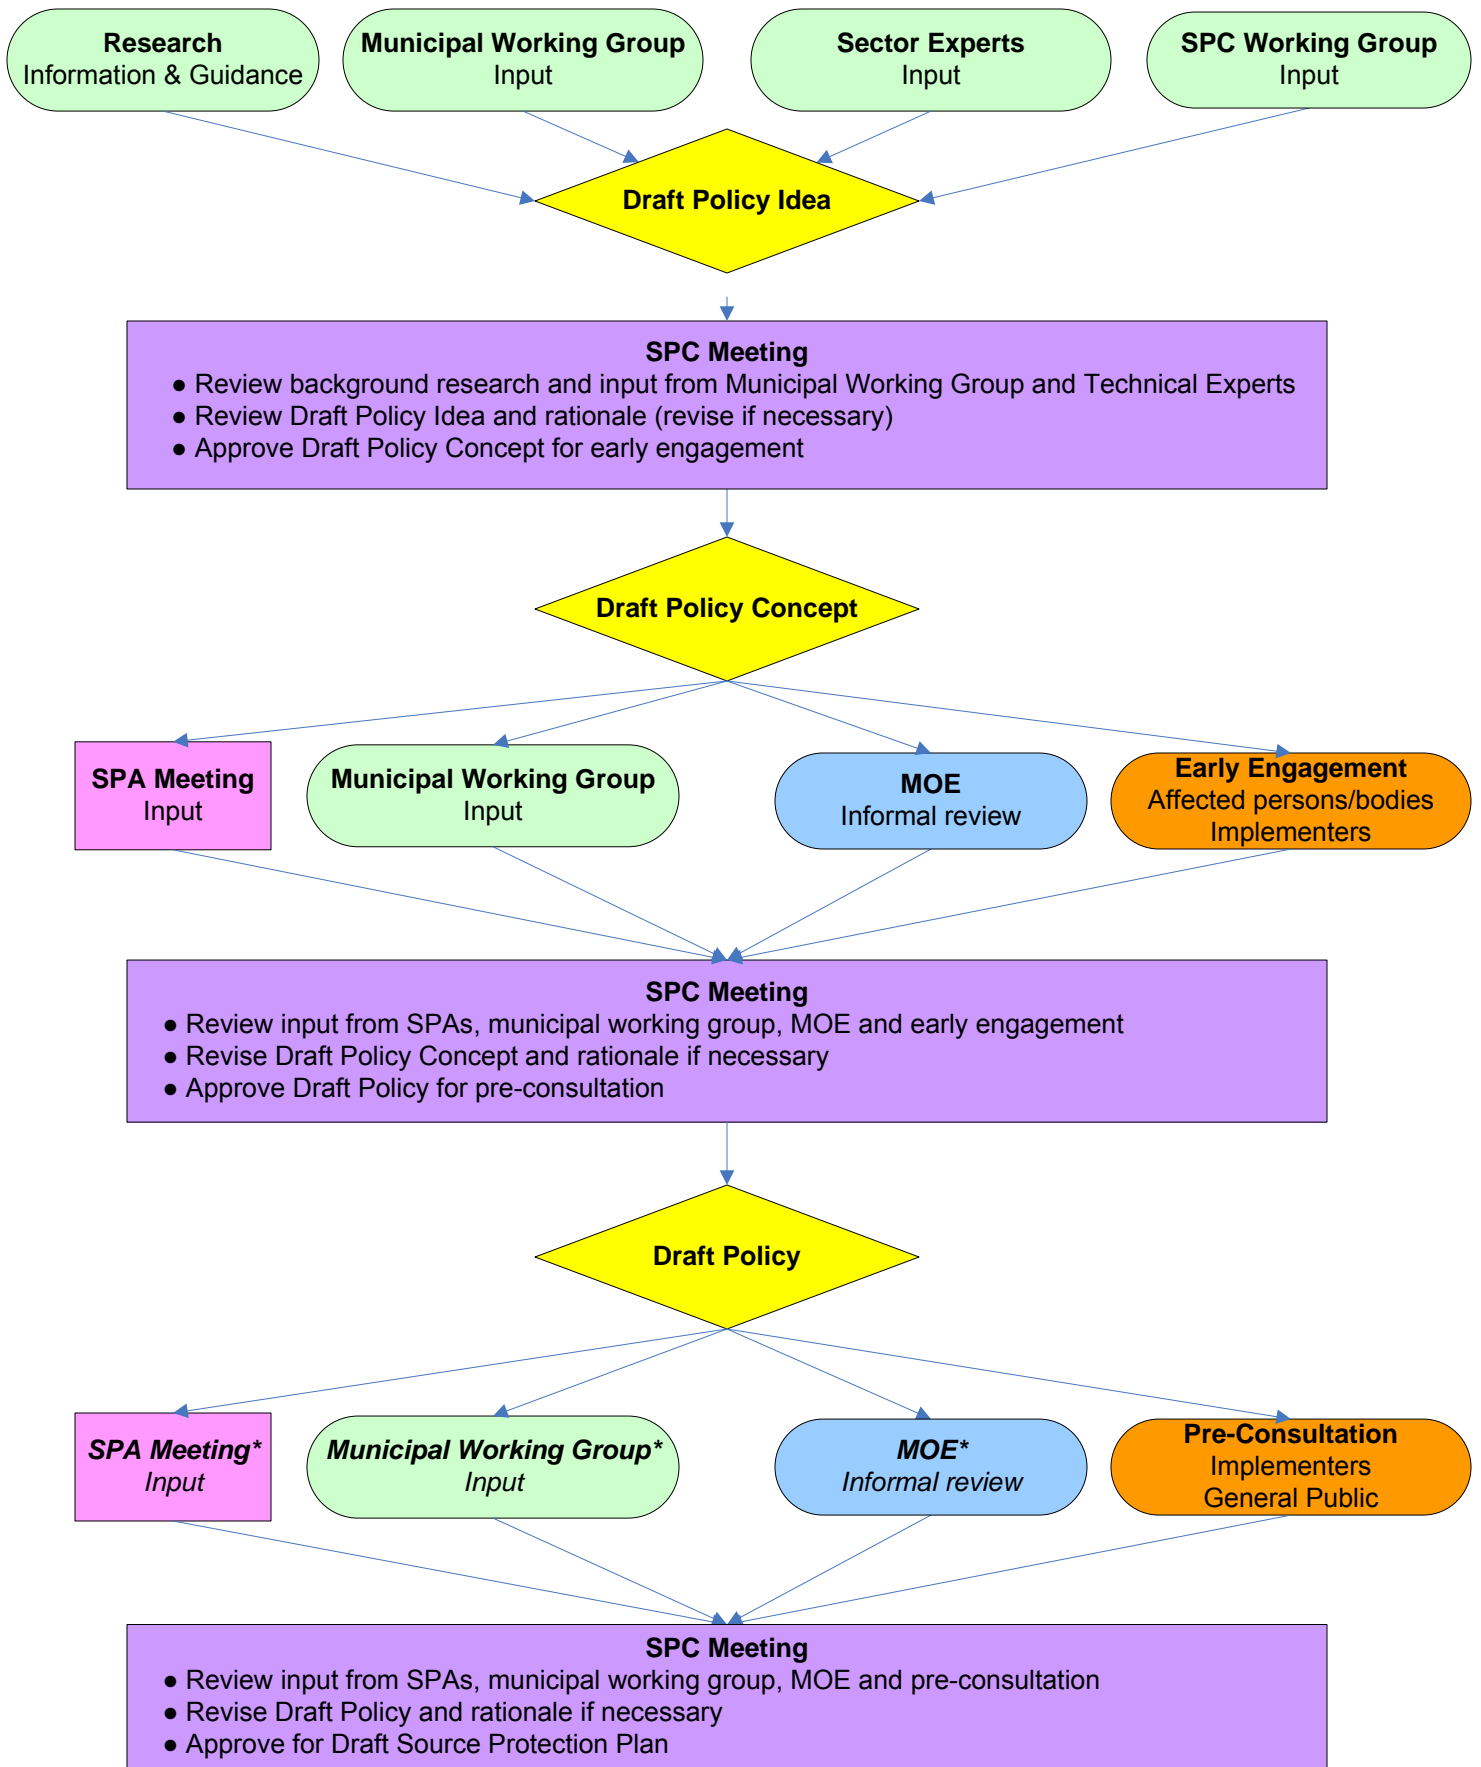 Research
Information & Guidance
Municipal Working Group
Input
Sector Experts
Input
SPC Working Group
Input
Draft Policy Idea
SPC Meeting
● Review background research and input from Municipal Working Group and Technical Experts
● Review Draft Policy Idea and rationale (revise if necessary)
● Approve Draft Policy Concept for early engagement
Draft Policy Concept
SPA Meeting
Input
Municipal Working Group
Input
MOE
Informal review
Early Engagement
Affected persons/bodies
Implementers
SPC Meeting
● Review input from SPAs, municipal working group, MOE and early engagement
● Revise Draft Policy Concept and rationale if necessary
● Approve Draft Policy for pre-consultation
Draft Policy
SPA Meeting*
Input
Municipal Working Group*
Input
MOE*
Informal review
Pre-Consultation
Implementers
General Public
SPC Meeting
● Review input from SPAs, municipal working group, MOE and pre-consultation
● Revise Draft Policy and rationale if necessary
● Approve for Draft Source Protection Plan